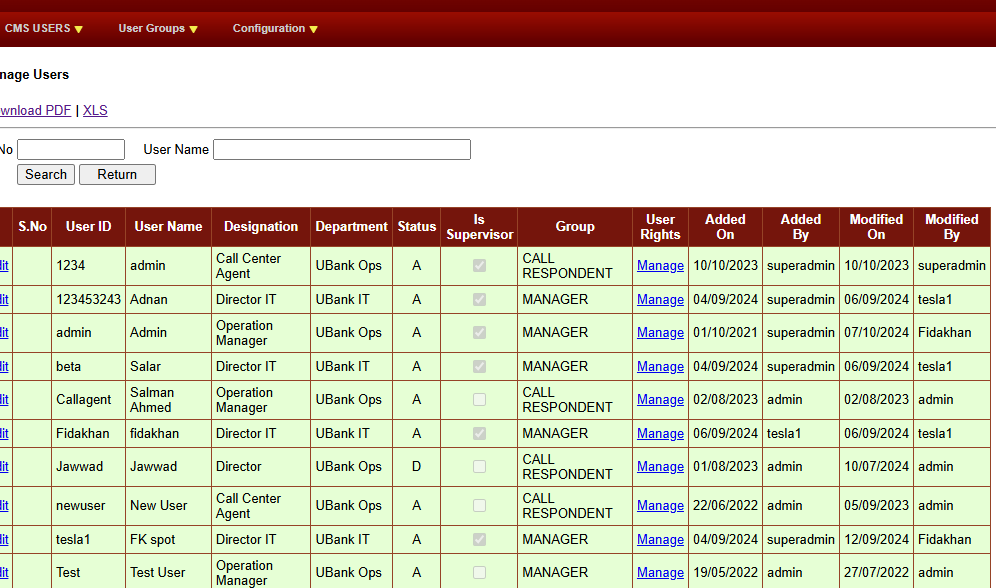 CMS USERS User Groups Configuration
nage Users
wnload PDF | XLS
No User Name
Search Return
S.No User ID User Name Designation Department Status Is Supervisor Group User Rights Added On Added By Modified On Modified By
dit 1234 admin Call Center Agent UBank Ops A CALL RESPONDENT Manage 10/10/2023 superadmin 10/10/2023 superadmin
dit 123453243 Adnan Director IT UBank IT A MANAGER Manage 04/09/2024 superadmin 06/09/2024 tesla1
dit admin Admin Operation Manager UBank Ops A MANAGER Manage 01/10/2021 superadmin 07/10/2024 Fidakhan
dit beta Salar Director IT UBank IT A MANAGER Manage 04/09/2024 superadmin 06/09/2024 tesla1
dit Callagent Salman Ahmed Operation Manager UBank Ops A CALL RESPONDENT Manage 02/08/2023 admin 02/08/2023 admin
dit Fidakhan fidakhan Director IT UBank IT A MANAGER Manage 06/09/2024 tesla1 06/09/2024 tesla1
dit Jawwad Jawwad Director UBank Ops D CALL RESPONDENT Manage 01/08/2023 admin 10/07/2024 admin
dit newuser New User Call Center Agent UBank Ops A CALL RESPONDENT Manage 22/06/2022 admin 05/09/2023 admin
dit tesla1 FK spot Director IT UBank IT A MANAGER Manage 04/09/2024 superadmin 12/09/2024 Fidakhan
dit Test Test User Operation Manager UBank Ops A MANAGER Manage 19/05/2022 admin 27/07/2022 admin